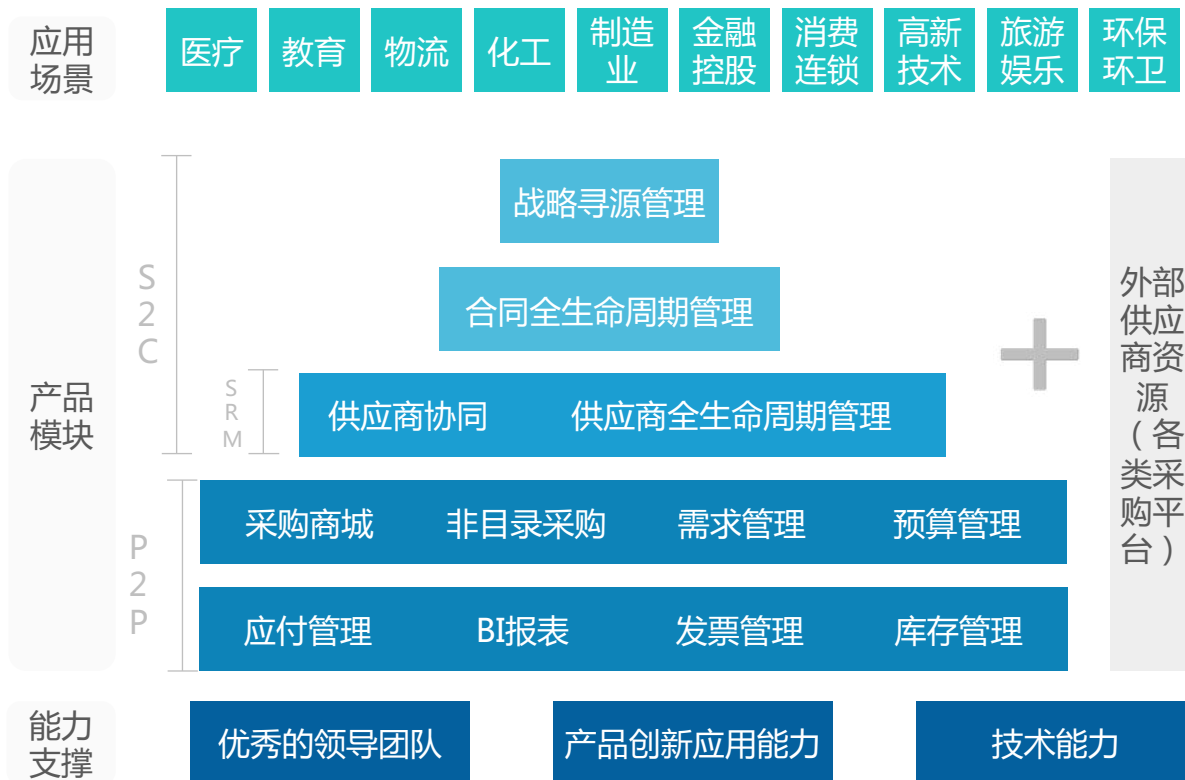 应用
场景
医疗
教育
物流
化工
制造
业
金融
控股
消费
连锁
高新
技术
旅游
娱乐
环保
环卫
产品
模块
S
2
C
战略寻源管理
合同全生命周期管理
S
R
M
供应商协同 供应商全生命周期管理
P
2
P
采购商城 非目录采购 需求管理 预算管理
应付管理 BI报表 发票管理 库存管理
外部
供应
商资
源
（各
类采
购平
台）
能力
支撑
优秀的领导团队
产品创新应用能力
技术能力